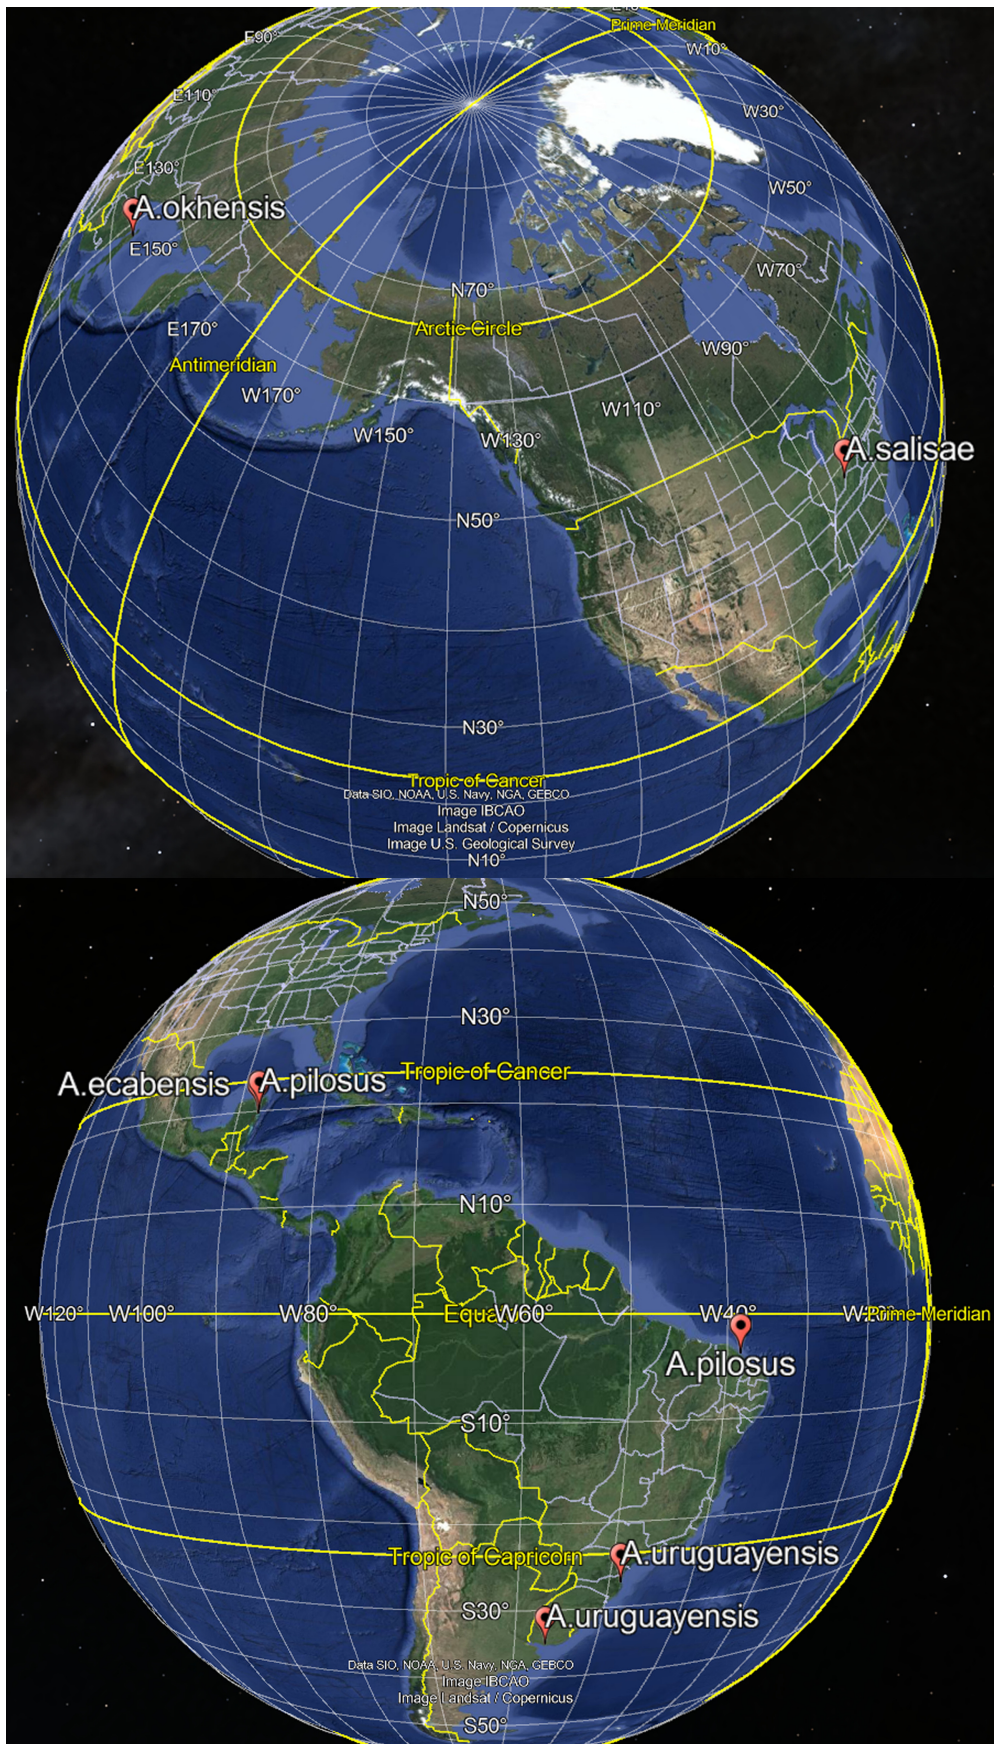 E10°
Prime Meridian
E90°
W10°
E110°
W30°
E130°
W50°
A.okhensis
E150°
W70°
N70°
E170°
Arctic Circle
W90°
Antimeridian
W170°
W110°
W150°
W130°
A.salisae
N50°
N30°
Tropic of Cancer
Data SIO, NOAA, U.S. Navy, NGA, GEBCO
Image IBCAO
Image Landsat / Copernicus
Image U.S. Geological Survey
N10°
N50°
N30°
Tropic of Cancer
A.ecabensis
A.pilosus
N10°
W120°
W100°
W80°
W60°
W40°
Prime Meridian
A.pilosus
S10°
Tropic of Capricorn
A.uruguayensis
S30°
A.uruguayensis
Data SIO, NOAA, U.S. Navy, NGA, GEBCO
Image IBCAO
Image Landsat / Copernicus
S50°